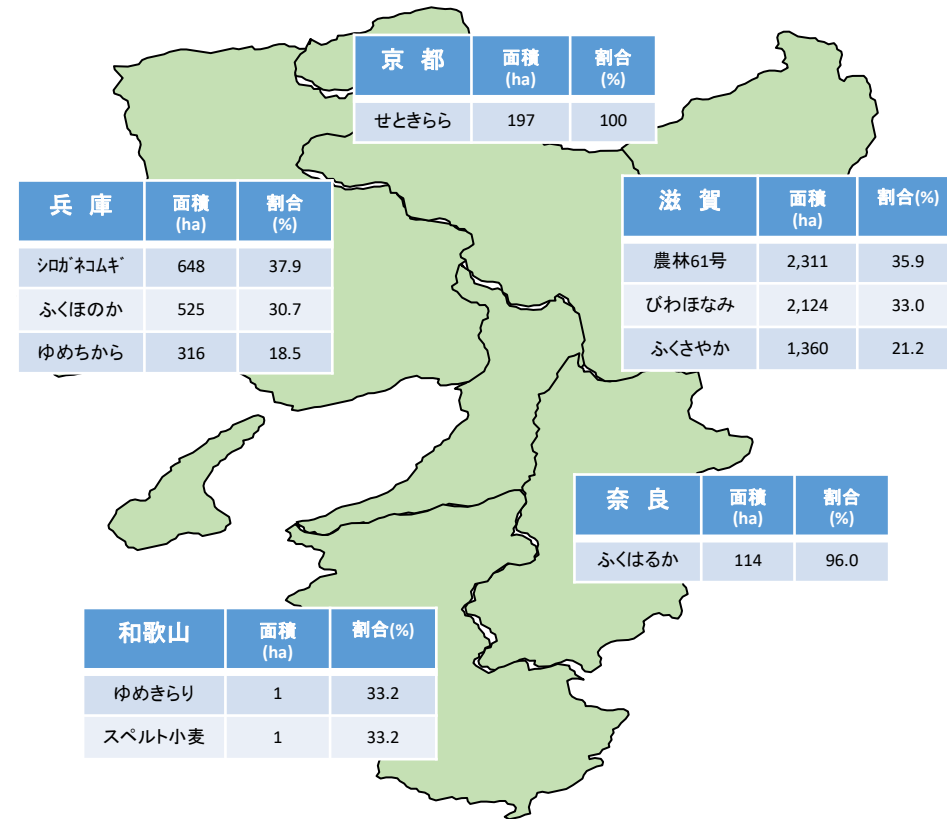 京 都 面積 (ha) 割合 (%)
せときらら 197 100
兵 庫 面積 (ha) 割合 (%)
シロガネコムギ 648 37.9
ふくほのか 525 30.7
ゆめちから 316 18.5
滋 賀 面積 (ha) 割合(%)
農林61号 2,311 35.9
びわほなみ 2,124 33.0
ふくさやか 1,360 21.2
奈 良 面積 (ha) 割合 (%)
ふくはるか 114 96.0
和歌山 面積 (ha) 割合(%)
ゆめきらり 1 33.2
スペルト小麦 1 33.2